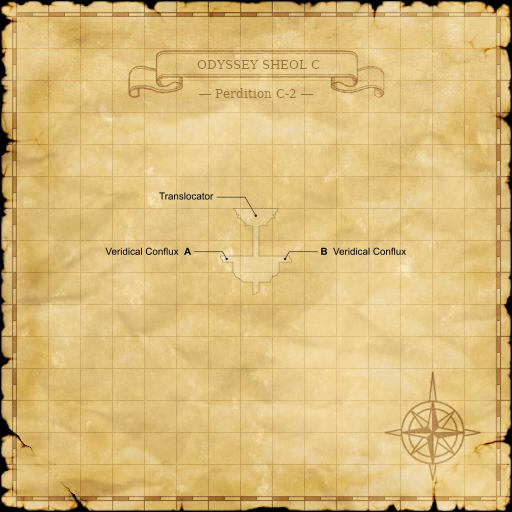 ODYSSEY SHEOL C
— Perdition C-2 —
Translocator
Veridical Conflux A
B Veridical Conflux